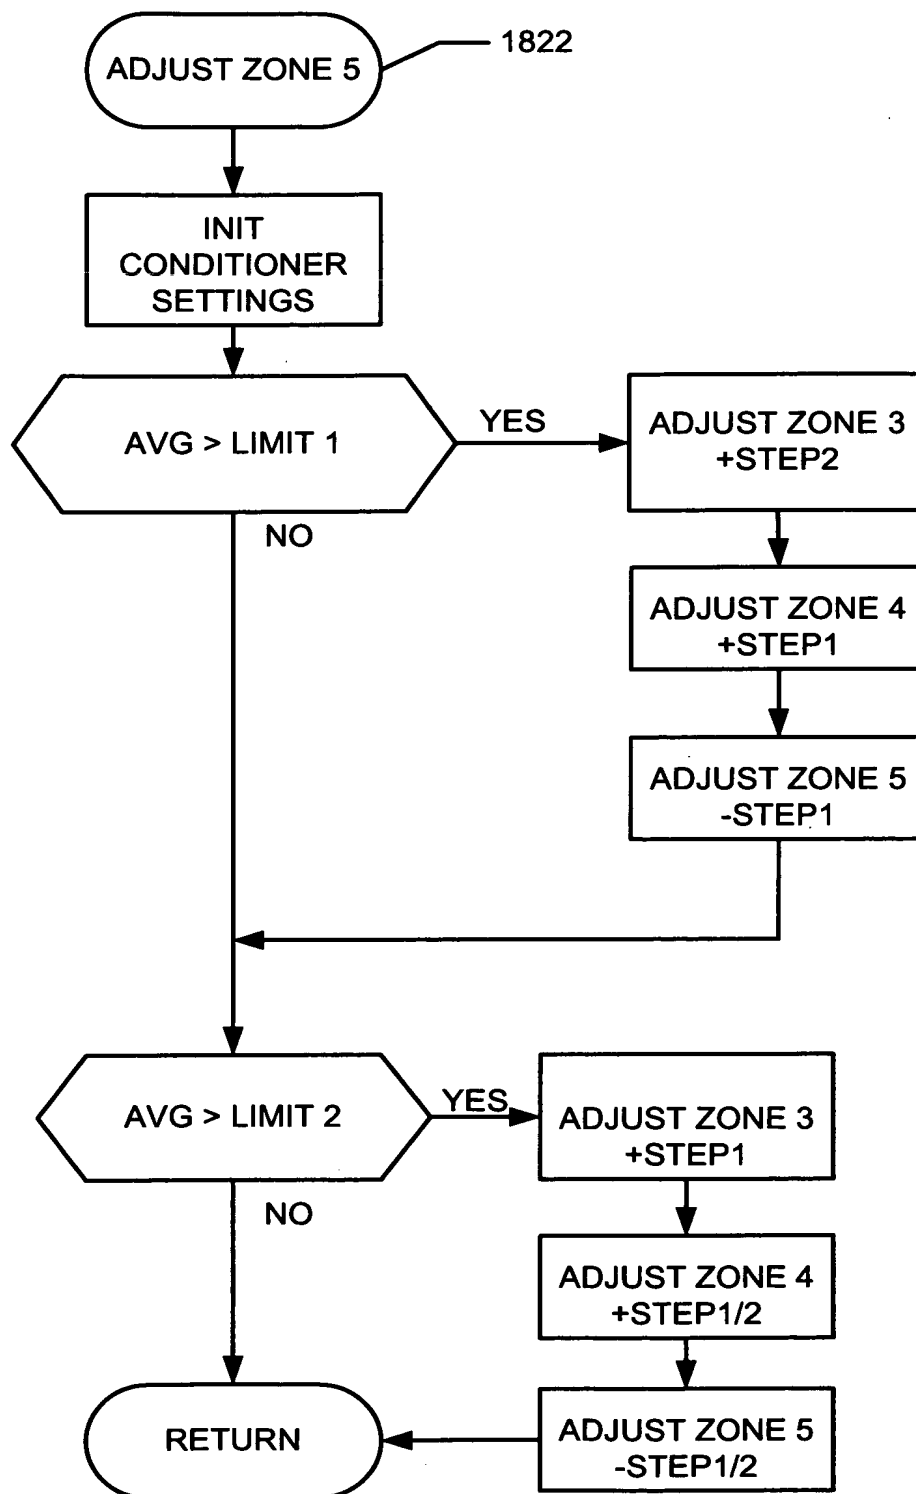 ADJUST ZONE 5
1822
INIT
CONDITIONER
SETTINGS
AVG > LIMIT 1
YES
NO
ADJUST ZONE 3
+STEP2
ADJUST ZONE 4
+STEP1
ADJUST ZONE 5
-STEP1
AVG > LIMIT 2
YES
NO
ADJUST ZONE 3
+STEP1
ADJUST ZONE 4
+STEP1/2
ADJUST ZONE 5
-STEP1/2
RETURN